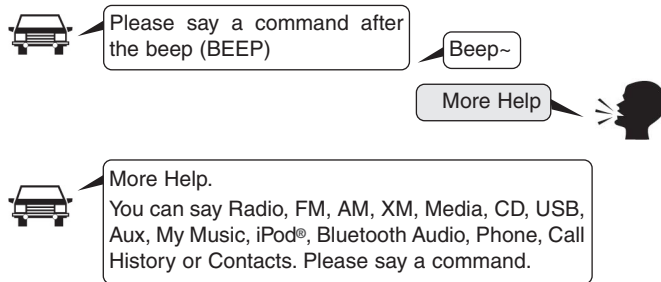 Please say a command after
the beep (BEEP)
Beep~
More Help
More Help.
You can say Radio, FM, AM, XM, Media, CD, USB,
Aux, My Music, iPod®, Bluetooth Audio, Phone, Call
History or Contacts. Please say a command.